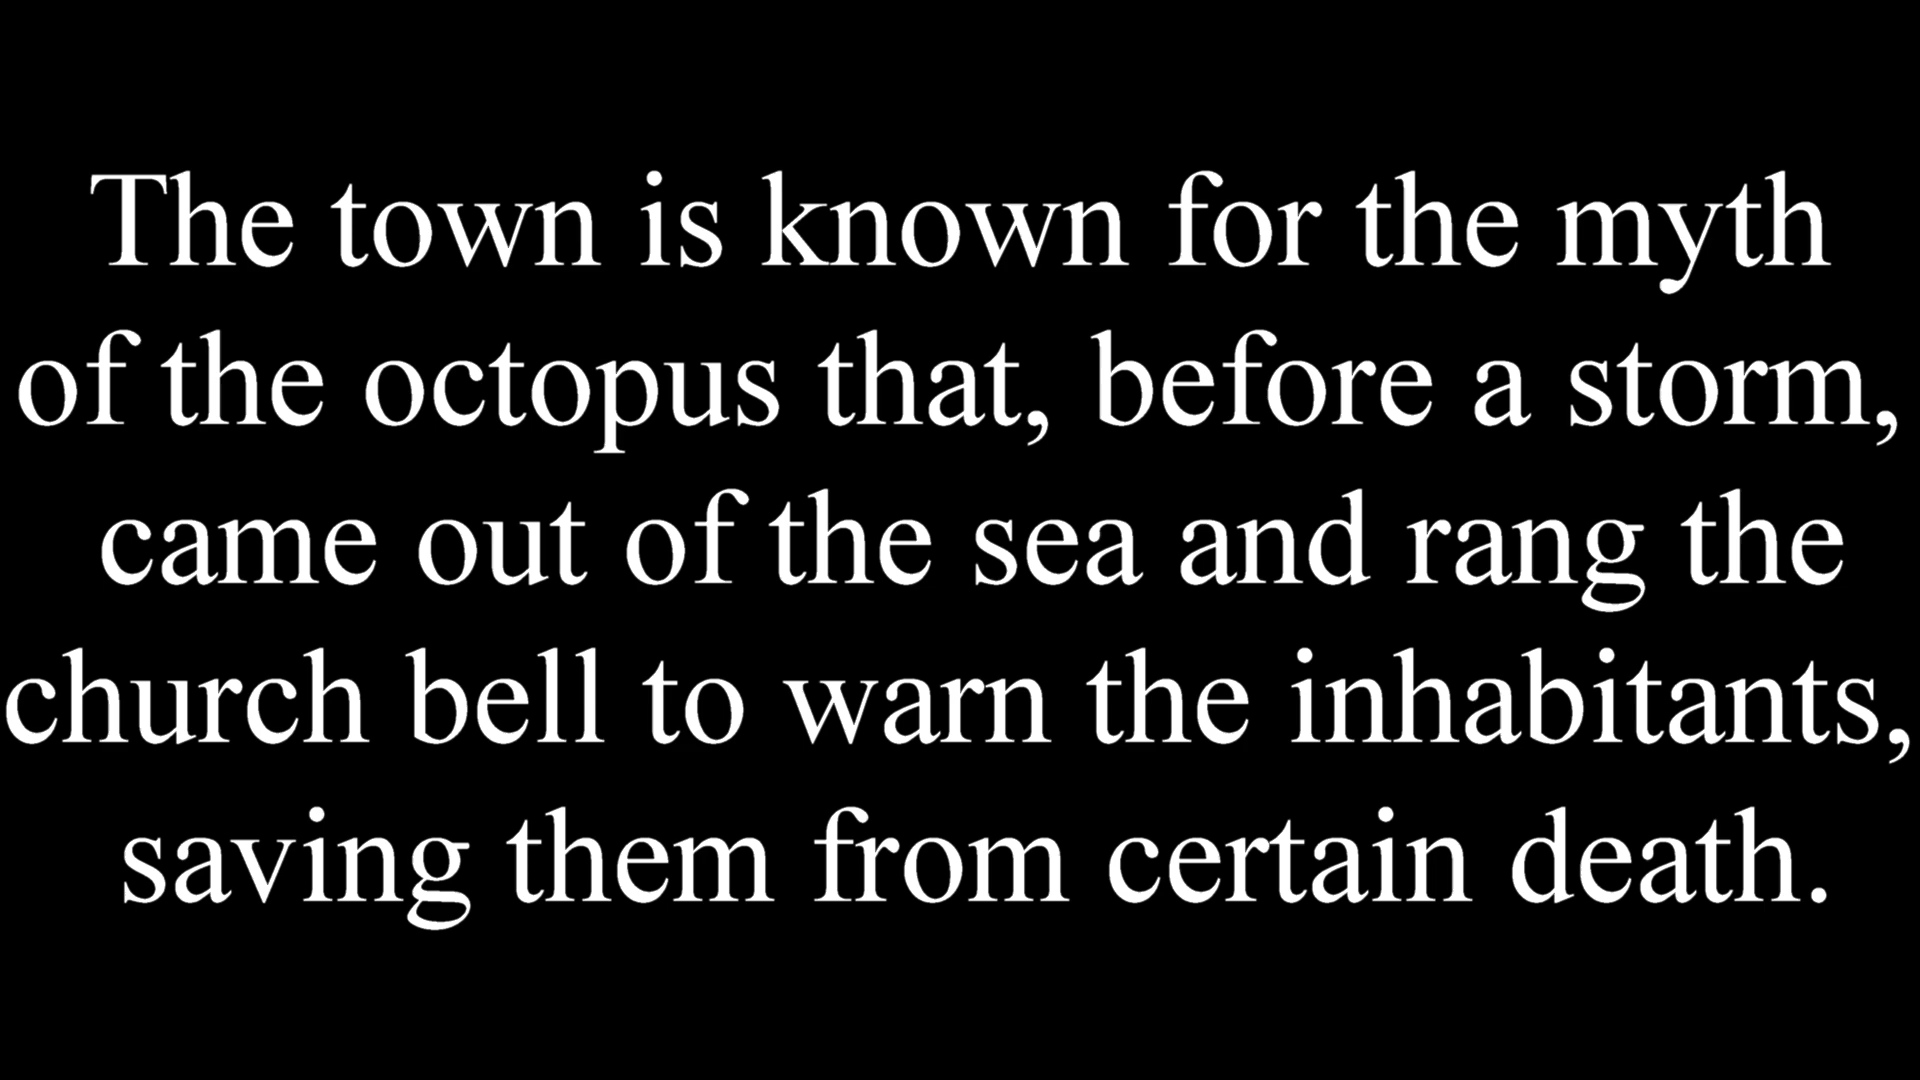 The town is known for the myth
of the octopus that, before a storm,
came out of the sea and rang the
church bell to warn the inhabitants,
saving them from certain death.